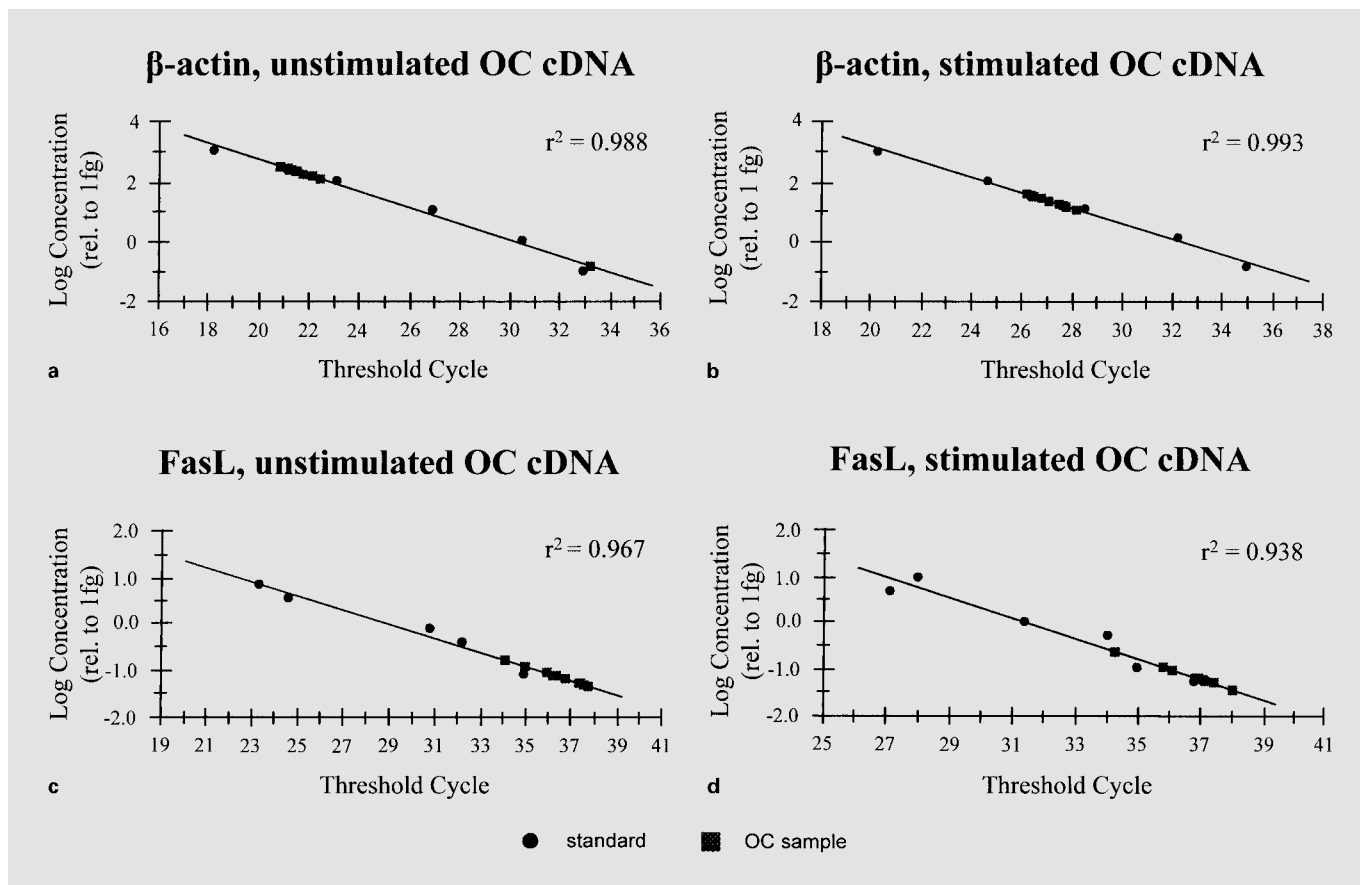 β-actin, unstimulated OC cDNA
Log Concentration
(rel. to 1fg)
4
2
0
-2
r² = 0.988
16 18 20 22 24 26 28 30 32 34 36
Threshold Cycle
a
β-actin, stimulated OC cDNA
Log Concentration
(rel. to 1 fg)
4
2
0
-2
r² = 0.993
18 20 22 24 26 28 30 32 34 36 38
Threshold Cycle
b
FasL, unstimulated OC cDNA
Log Concentration
(rel. to 1fg)
2.0
1.0
0.0
-1.0
-2.0
r² = 0.967
19 21 23 25 27 29 31 33 35 37 39 41
Threshold Cycle
c
FasL, stimulated OC cDNA
Log Concentration
(rel. to 1fg)
2.0
1.0
0.0
-1.0
-2.0
r² = 0.938
25 27 29 31 33 35 37 39 41
Threshold Cycle
d
standard
OC sample